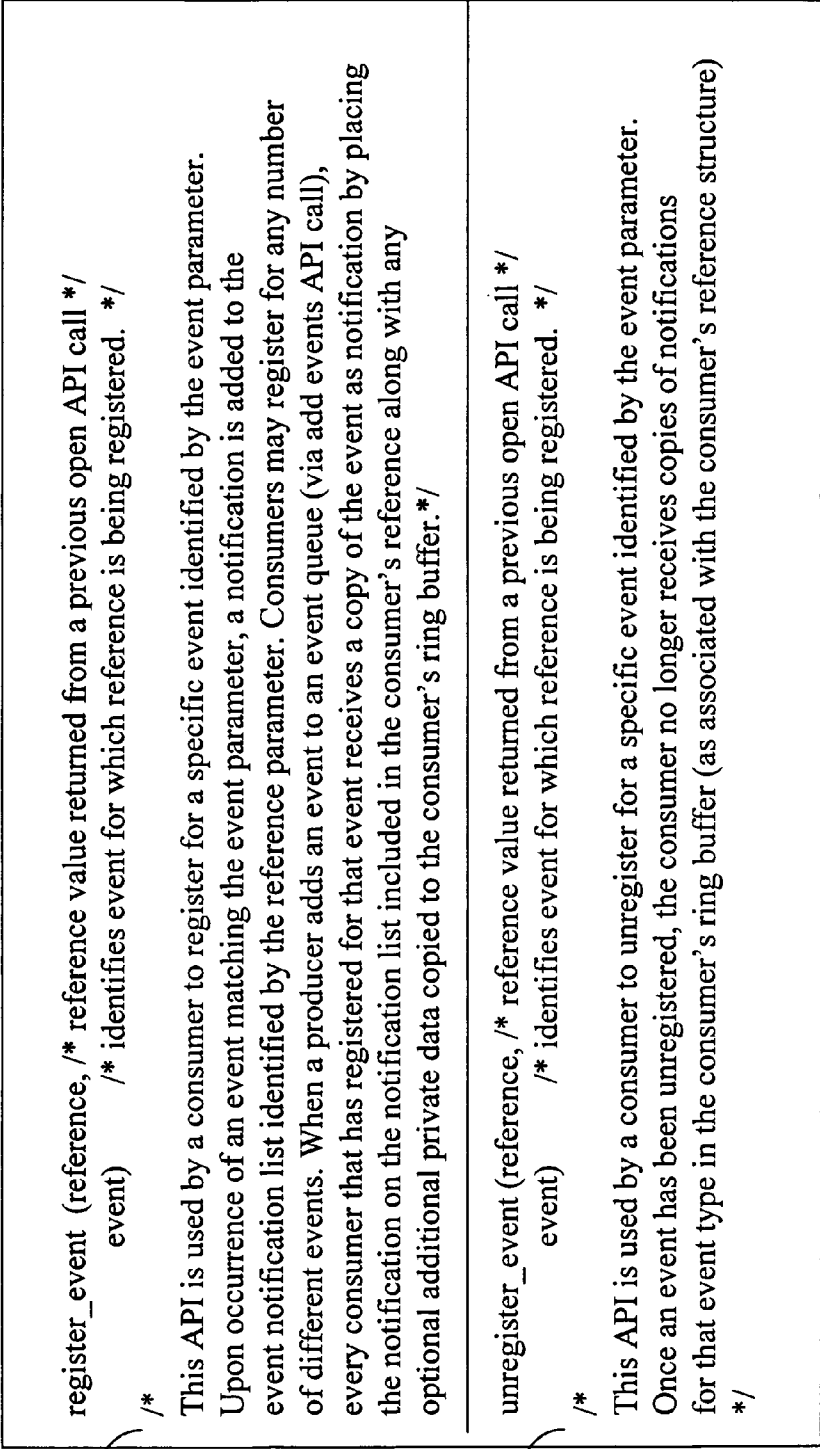 register_event (reference, /* reference value returned from a previous open API call */
event) /* identifies event for which reference is being registered. */
/*
This API is used by a consumer to register for a specific event identified by the event parameter.
Upon occurrence of an event matching the event parameter, a notification is added to the
event notification list identified by the reference parameter. Consumers may register for any number
of different events. When a producer adds an event to an event queue (via add events API call),
every consumer that has registered for that event receives a copy of the event as notification by placing
the notification on the notification list included in the consumer's reference along with any
optional additional private data copied to the consumer's ring buffer.*/
unregister_event (reference, /* reference value returned from a previous open API call */
event) /* identifies event for which reference is being registered. */
/*
This API is used by a consumer to unregister for a specific event identified by the event parameter.
Once an event has been unregistered, the consumer no longer receives copies of notifications
for that event type in the consumer's ring buffer (as associated with the consumer's reference structure)
*/